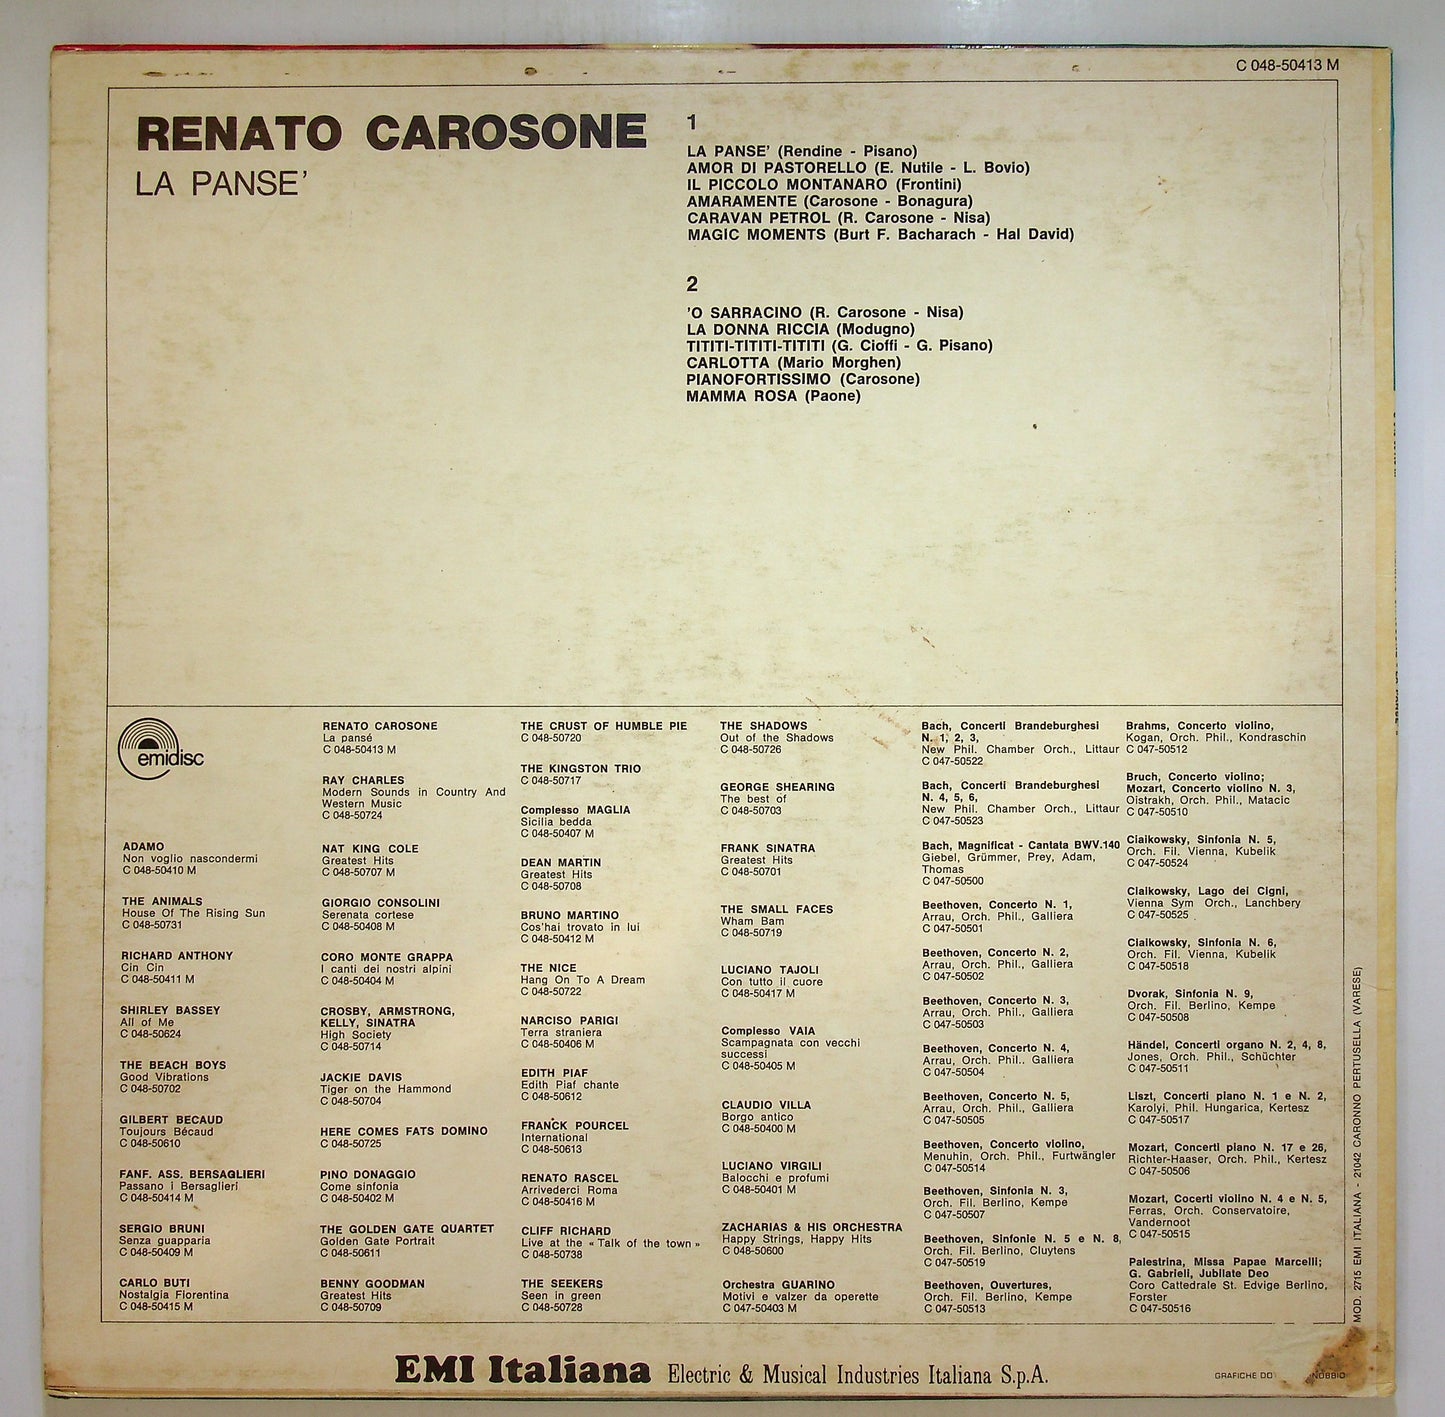 C 048-50413 M
RENATO CAROSONE
LA PANSE'
1
LA PANSE' (Rendine - Pisano)
AMOR DI PASTORELLO (E. Nutile - L. Bovio)
IL PICCOLO MONTANARO (Frontini)
AMARAMENTE (Carosone - Bonagura)
CARAVAN PETROL (R. Carosone - Nisa)
MAGIC MOMENTS (Burt F. Bacharach - Hal David)
2
'O SARRACINO (R. Carosone - Nisa)
LA DONNA RICCIA (Modugno)
TITITI-TITITI-TITITI (G. Cioffi - G. Pisano)
CARLOTTA (Mario Morghen)
PIANOFORTISSIMO (Carosone)
MAMMA ROSA (Paone)
emidisc
ADAMO
Non voglio nascondermi
C 048-50410 M
THE ANIMALS
House Of The Rising Sun
C 048-50731
RICHARD ANTHONY
Cin Cin
C 048-50411 M
SHIRLEY BASSEY
All of Me
C 048-50624
THE BEACH BOYS
Good Vibrations
C 048-50702
GILBERT BECAUD
Toujours Bécaud
C 048-50610
FANF. ASS. BERSAGLIERI
Passano i Bersaglieri
C 048-50414 M
SERGIO BRUNI
Senza guapparia
C 048-50409 M
CARLO BUTI
Nostalgia Florentina
C 048-50415 M
RENATO CAROSONE
La pansé
C 048-50413 M
RAY CHARLES
Modern Sounds in Country And
Western Music
C 048-50724
NAT KING COLE
Greatest Hits
C 048-50707 M
GIORGIO CONSOLINI
Serenata cortese
C 048-50408 M
CORO MONTE GRAPPA
I canti dei nostri alpini
C 048-50404 M
CROSBY, ARMSTRONG,
KELLY, SINATRA
High Society
C 048-50714
JACKIE DAVIS
Tiger on the Hammond
C 048-50704
HERE COMES FATS DOMINO
C 048-50725
PINO DONAGGIO
Come sinfonia
C 048-50402 M
THE GOLDEN GATE QUARTET
Golden Gate Portrait
C 048-50611
BENNY GOODMAN
Greatest Hits
C 048-50709
THE CRUST OF HUMBLE PIE
C 048-50720
THE KINGSTON TRIO
C 048-50717
Complesso MAGLIA
Sicilia bedda
C 048-50407 M
DEAN MARTIN
Greatest Hits
C 048-50708
BRUNO MARTINO
Cos'hai trovato in lui
C 048-50412 M
THE NICE
Hang On To A Dream
C 048-50722
NARCISO PARIGI
Terra straniera
C 048-50406 M
EDITH PIAF
Edith Piaf chante
C 048-50612
FRANCK POURCEL
International
C 048-50613
RENATO RASCEL
Arrivederci Roma
C 048-50416 M
CLIFF RICHARD
Live at the « Talk of the town »
C 048-50738
THE SEEKERS
Seen in green
C 048-50728
THE SHADOWS
Out of the Shadows
C 048-50726
GEORGE SHEARING
The best of
C 048-50703
FRANK SINATRA
Greatest Hits
C 048-50701
THE SMALL FACES
Wham Bam
C 048-50719
LUCIANO TAJOLI
Con tutto il cuore
C 048-50417 M
Complesso VAIA
Scampagnata con vecchi
successi
C 048-50405 M
CLAUDIO VILLA
Borgo antico
C 048-50400 M
LUCIANO VIRGILI
Balocchi e profumi
C 048-50401 M
ZACHARIAS & HIS ORCHESTRA
Happy Strings, Happy Hits
C 048-50600
Orchestra GUARINO
Motivi e valzer da operette
C 047-50403 M
Bach, Concerti Brandeburghesi
N. 1, 2, 3,
New Phil. Chamber Orch., Littaur
C 047-50522
Bach, Concerti Brandeburghesi
N. 4, 5, 6,
New Phil. Chamber Orch., Littaur
C 047-50523
Bach, Magnificat - Cantata BWV.140
Giebel, Grümmer, Prey, Adam,
Thomas
C 047-50500
Beethoven, Concerto N. 1,
Arrau, Orch. Phil., Galliera
C 047-50501
Beethoven, Concerto N. 2,
Arrau, Orch. Phil., Galliera
C 047-50502
Beethoven, Concerto N. 3,
Arrau, Orch. Phil., Galliera
C 047-50503
Beethoven, Concerto N. 4,
Arrau, Orch. Phil., Galliera
C 047-50504
Beethoven, Concerto N. 5,
Arrau, Orch. Phil., Galliera
C 047-50505
Beethoven, Concerto violino,
Menuhin, Orch. Phil., Furtwängler
C 047-50514
Beethoven, Sinfonia N. 3,
Orch. Fil. Berlino, Kempe
C 047-50507
Beethoven, Sinfonie N. 5 e N. 8,
Orch. Fil. Berlino, Cluytens
C 047-50519
Beethoven, Ouvertures,
Orch. Fil. Berlino, Kempe
C 047-50513
Brahms, Concerto violino,
Kogan, Orch. Phil., Kondraschin
C 047-50512
Bruch, Concerto violino;
Mozart, Concerto violino N. 3,
Oistrakh, Orch. Phil., Matacic
C 047-50510
Ciaikowsky, Sinfonia N. 5,
Orch. Fil. Vienna, Kubelik
C 047-50524
Ciaikowsky, Lago dei Cigni,
Vienna Sym Orch., Lanchbery
C 047-50525
Ciaikowsky, Sinfonia N. 6,
Orch. Fil. Vienna, Kubelik
C 047-50518
Dvorak, Sinfonia N. 9,
Orch. Fil. Berlino, Kempe
C 047-50508
Händel, Concerti organo N. 2, 4, 8,
Jones, Orch. Phil., Schüchter
C 047-50511
Liszt, Concerti piano N. 1 e N. 2,
Karolyi, Phil. Hungarica, Kertesz
C 047-50517
Mozart, Concerti piano N. 17 e 26,
Richter-Haaser, Orch. Phil., Kertesz
C 047-50506
Mozart, Cocerti violino N. 4 e N. 5,
Ferras, Orch. Conservatoire,
Vandernoot
C 047-50515
Palestrina, Missa Papae Marcelli;
G. Gabrieli, Jubilate Deo
Coro Cattedrale St. Edvige Berlino,
Forster
C 047-50516
MOD. 2715 EMI ITALIANA - 21042 CARONNO PERTUSELLA (VARESE)
EMI Italiana Electric & Musical Industries Italiana S.p.A.
GRAFICHE